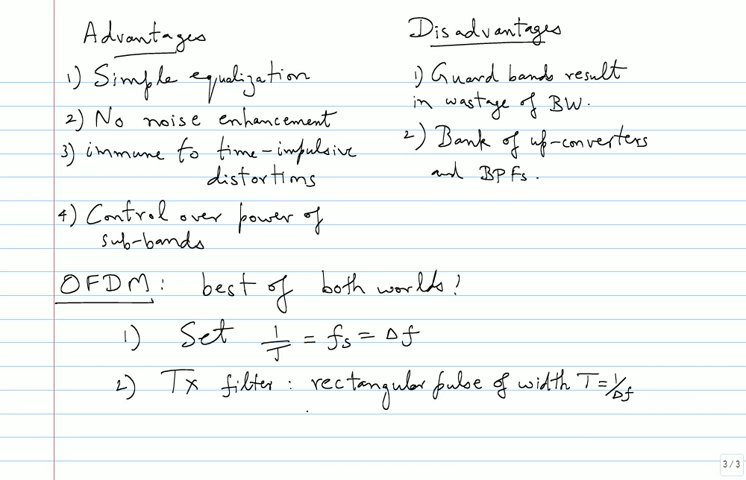 Advantages
1) Simple equalization
2) No noise enhancement
3) immune to time-impulsive
distortions
4) Control over power of
sub-bands
Disadvantages
1) Guard bands result
in wastage of BW.
2) Bank of up-converters
and BPFs.
OFDM: best of both worlds!
1) Set 1/T = fs = Δf
2) Tx filter: rectangular pulse of width T=1/Δf
3/3